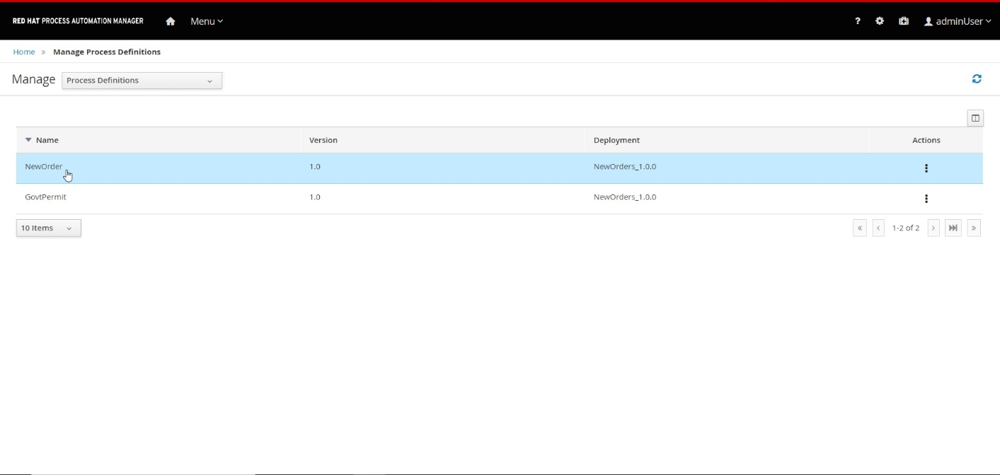 RED HAT PROCESS AUTOMATION MANAGER Menu ? adminUser
Home » Manage Process Definitions
Manage Process Definitions
Name Version Deployment Actions
NewOrder 1.0 NewOrders_1.0.0
GovtPermit 1.0 NewOrders_1.0.0
10 Items « ‹ 1-2 of 2 › »